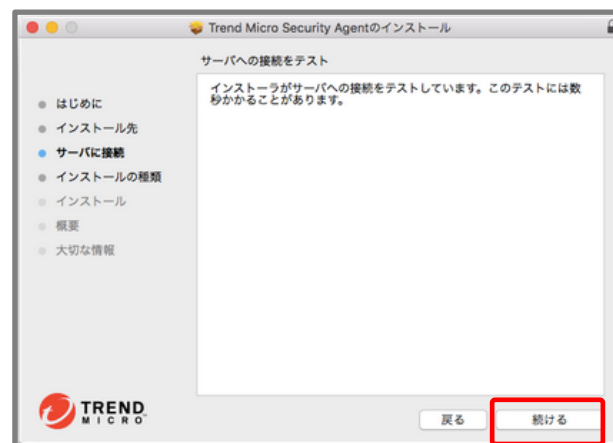 Trend Micro Security Agentのインストール
サーバへの接続をテスト
インストーラがサーバへの接続をテストしています。このテストには数
秒かかることがあります。
はじめに
インストール先
サーバに接続
インストールの種類
インストール
概要
大切な情報
TREND
MICRO
戻る
続ける